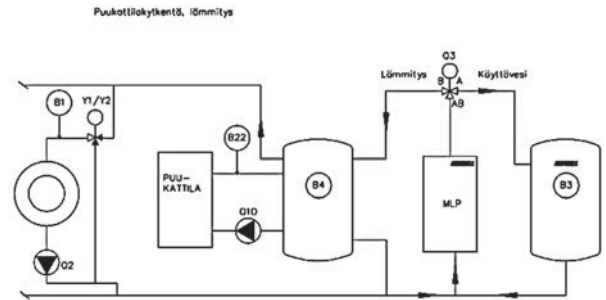 Puukattilakytkentä, lämmitys
Q3
Lämmitys B A Käyttövesi
AB
B1
Y1/Y2
B22
PUU-
KATTILA
Q10
B4
MLP
B3
Q2